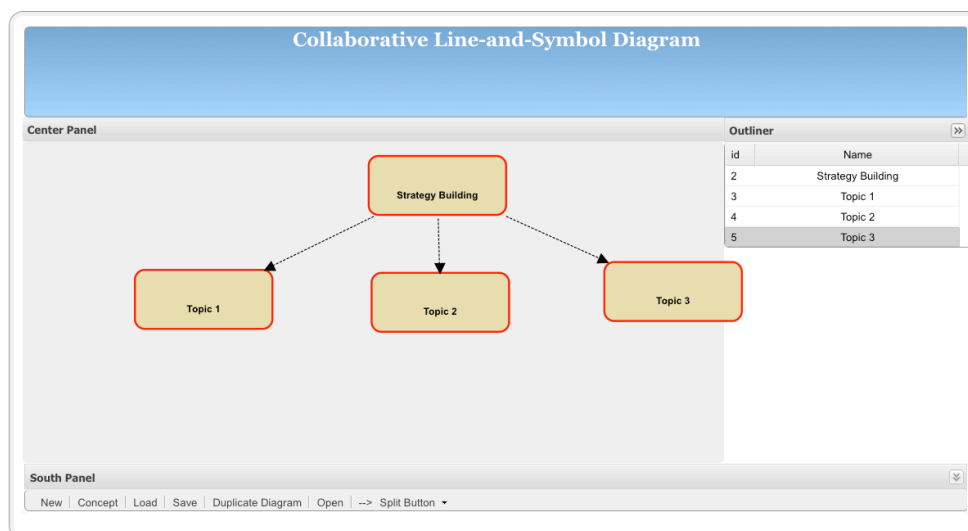 Collaborative Line-and-Symbol Diagram
Center Panel
Outliner
id Name
2 Strategy Building
3 Topic 1
4 Topic 2
5 Topic 3
Strategy Building
Topic 1
Topic 2
Topic 3
South Panel
New Concept Load Save Duplicate Diagram Open --> Split Button